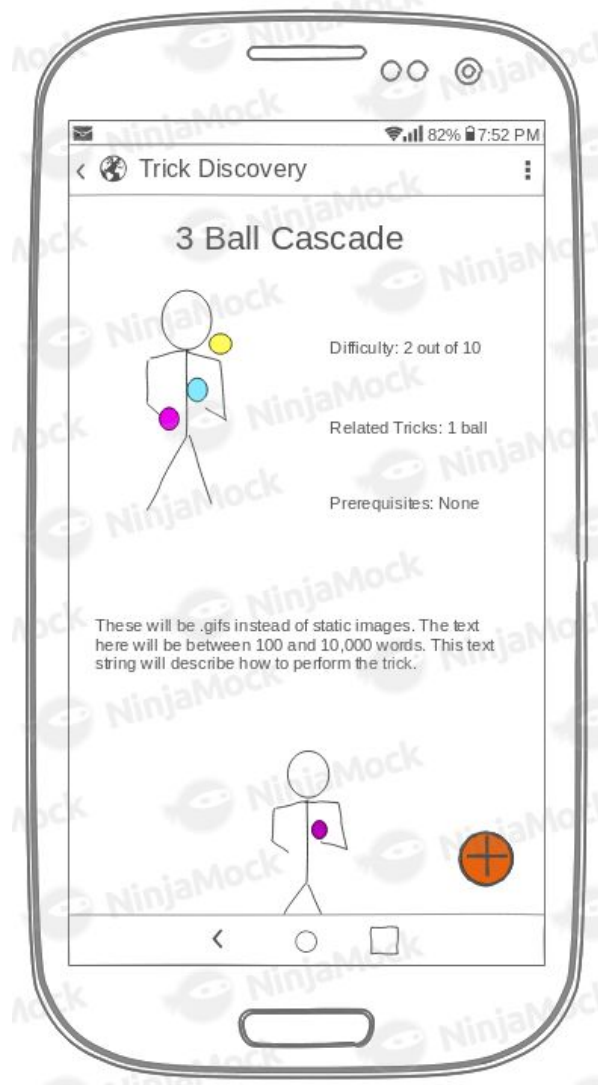 82% 7:52 PM
Trick Discovery
3 Ball Cascade
Difficulty: 2 out of 10
Related Tricks: 1 ball
Prerequisites: None
These will be .gifs instead of static images. The text
here will be between 100 and 10,000 words. This text
string will describe how to perform the trick.
NinjaMock